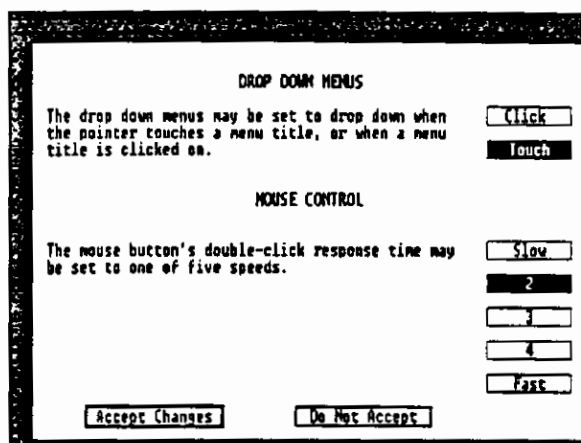 DROP DOWN MENUS
The drop down menus may be set to drop down when
the pointer touches a menu title, or when a menu
title is clicked on.
Click
Touch
MOUSE CONTROL
The mouse button's double-click response time may
be set to one of five speeds.
Slow
2
3
4
Fast
Accept Changes
Do Not Accept